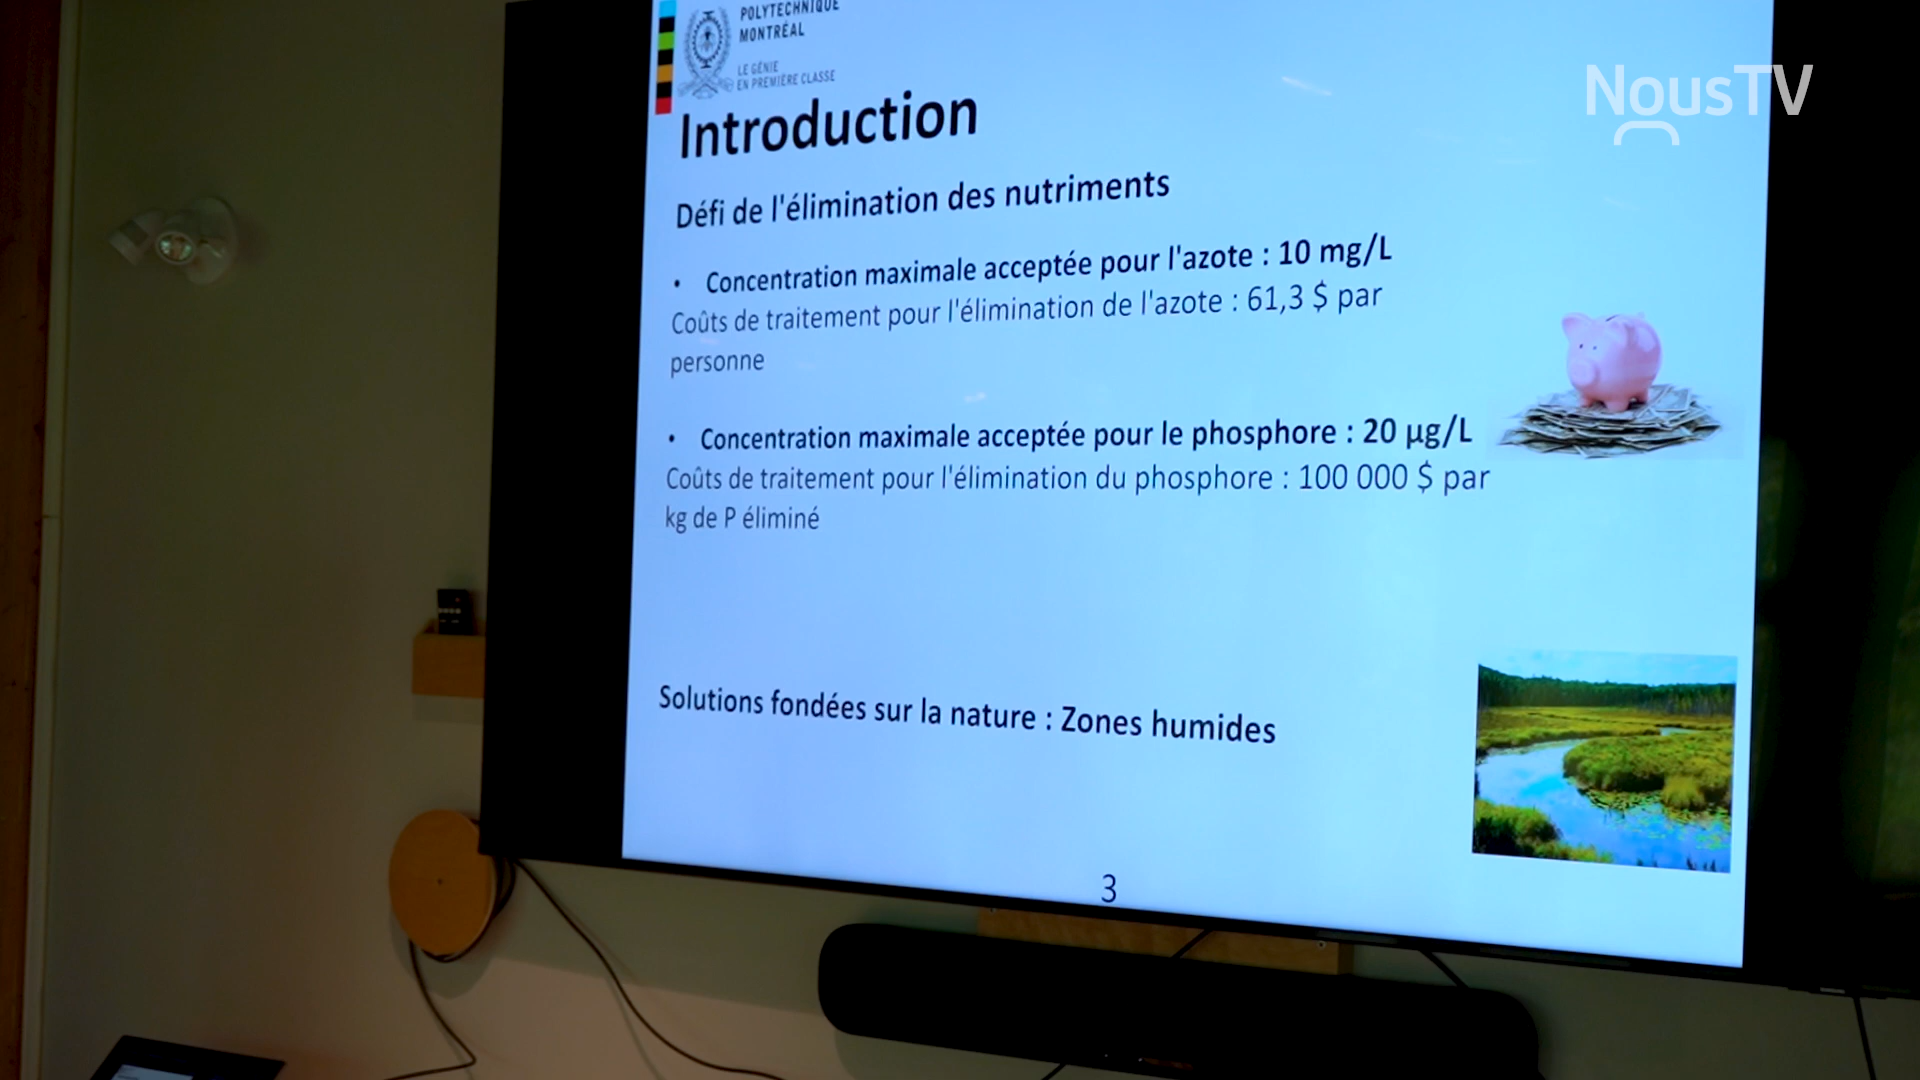 POLYTECHNIQUE
MONTRÉAL
LE GÉNIE
EN PREMIÈRE CLASSE
NousTV
Introduction
Défi de l'élimination des nutriments
• Concentration maximale acceptée pour l'azote : 10 mg/L
Coûts de traitement pour l'élimination de l'azote : 61,3 $ par
personne
• Concentration maximale acceptée pour le phosphore : 20 µg/L
Coûts de traitement pour l'élimination du phosphore : 100 000 $ par
kg de P éliminé
Solutions fondées sur la nature : Zones humides
3